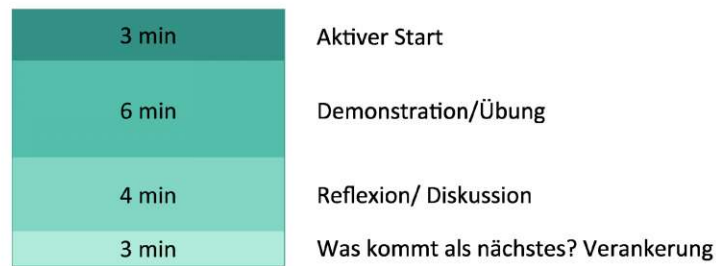 3 min Aktiver Start
6 min Demonstration/Übung
4 min Reflexion/ Diskussion
3 min Was kommt als nächstes? Verankerung